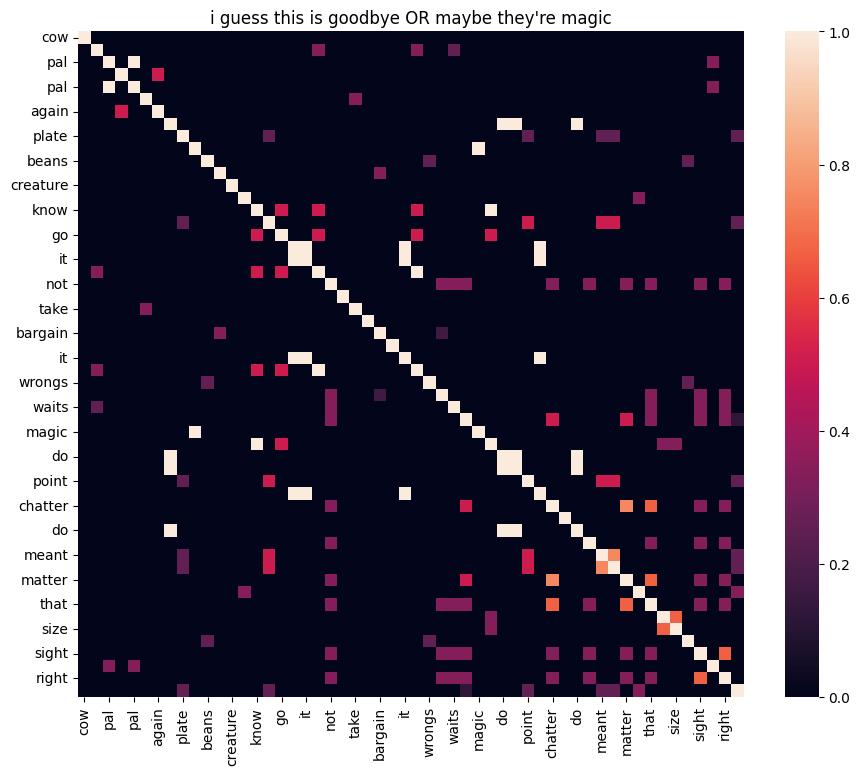 i guess this is goodbye OR maybe they're magic
cow
pal
pal
again
plate
beans
creature
know
go
it
not
take
bargain
it
wrongs
waits
magic
do
point
chatter
do
meant
matter
that
size
sight
right
1.0
0.8
0.6
0.4
0.2
0.0
cow
pal
pal
again
plate
beans
creature
know
go
it
not
take
bargain
it
wrongs
waits
magic
do
point
chatter
do
meant
matter
that
size
sight
right